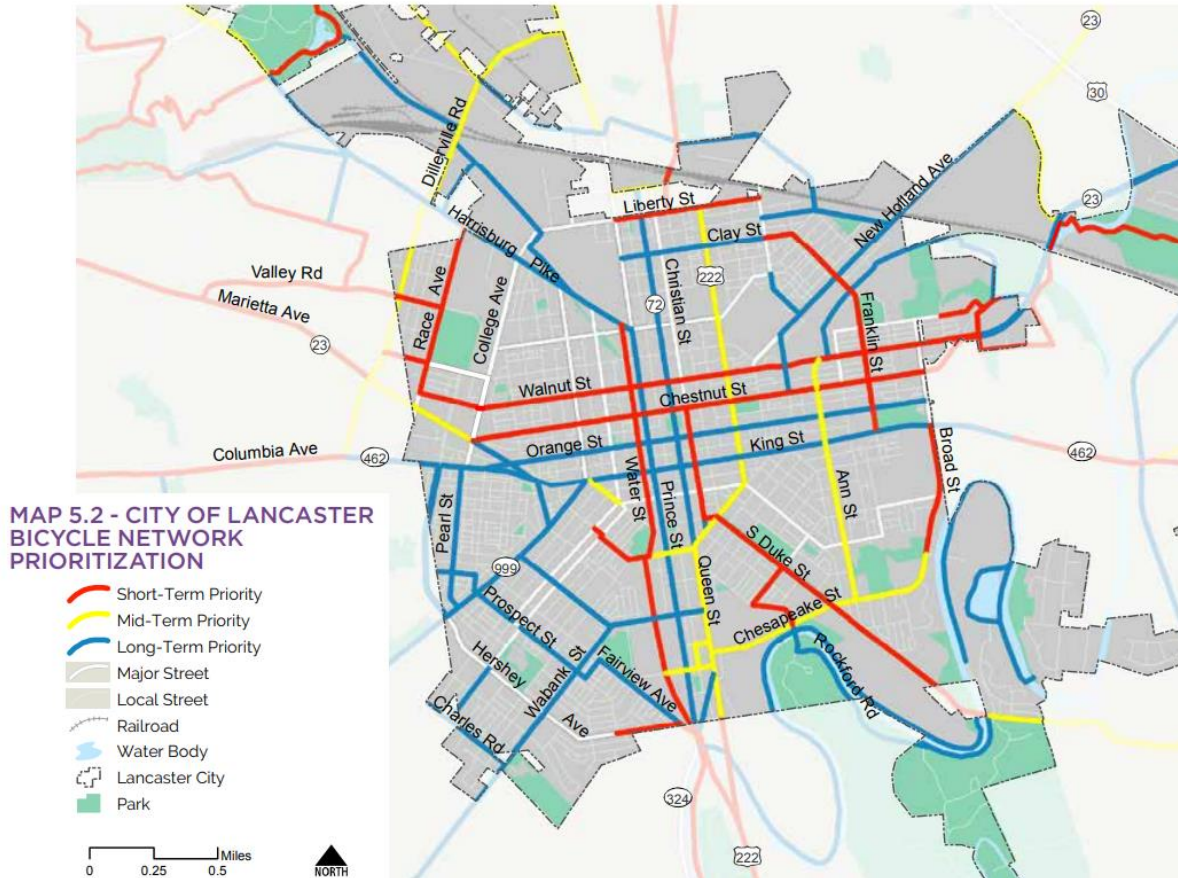 23
30
Dillerville Rd
New Holland Ave
23
Liberty St
Harrisburg Pike
Clay St
222
Valley Rd
Race Ave
College Ave
Christian St
72
Franklin St
Marietta Ave
23
Walnut St
Chestnut St
Orange St
King St
Columbia Ave
462
Broad St
462
Water St
Prince St
Ann St
Pearl St
MAP 5.2 - CITY OF LANCASTER
BICYCLE NETWORK
PRIORITIZATION
999
S Duke St
Queen St
Chesapeake St
Prospect St
Short-Term Priority
Mid-Term Priority
Long-Term Priority
Major Street
Local Street
Railroad
Water Body
Lancaster City
Park
Hershey Ave
Wabank St
Fairview Ave
Rockford Rd
Charles Rd
324
222
0 0.25 0.5 Miles
NORTH